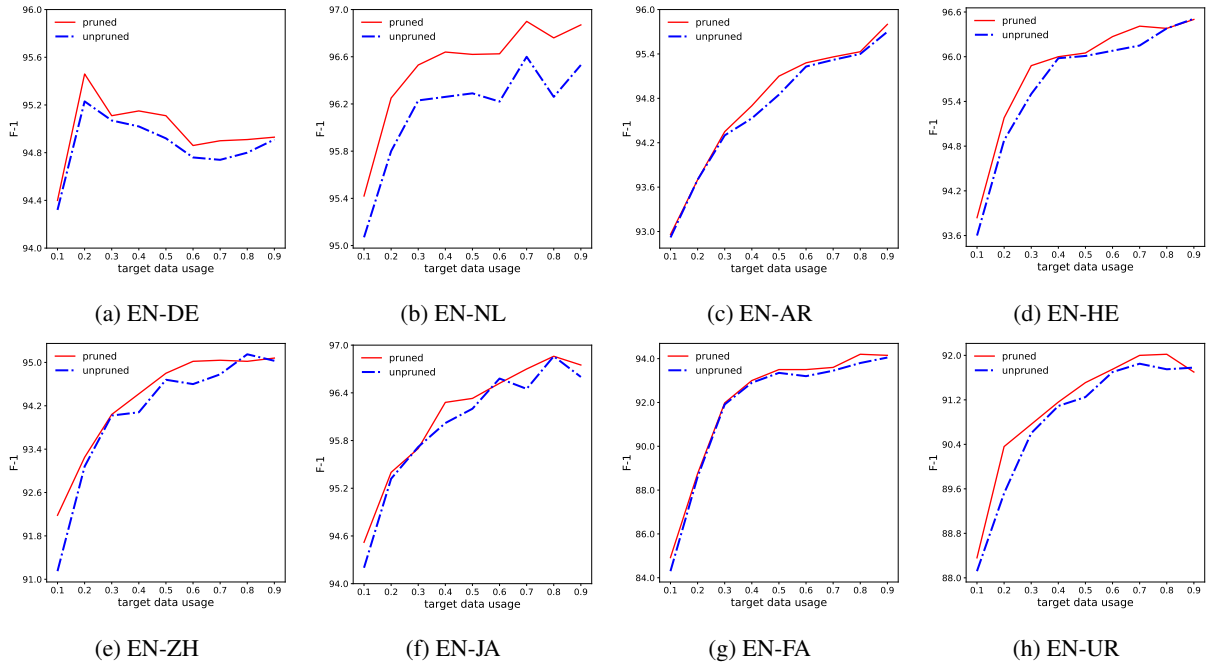 96.0
95.6
95.2
94.8
94.4
94.0
F-1
pruned
unpruned
0.1 0.2 0.3 0.4 0.5 0.6 0.7 0.8 0.9
target data usage
(a) EN-DE
97.0
96.6
96.2
95.8
95.4
95.0
F-1
pruned
unpruned
0.1 0.2 0.3 0.4 0.5 0.6 0.7 0.8 0.9
target data usage
(b) EN-NL
96.0
95.4
94.8
94.2
93.6
93.0
F-1
pruned
unpruned
0.1 0.2 0.3 0.4 0.5 0.6 0.7 0.8 0.9
target data usage
(c) EN-AR
96.6
96.0
95.4
94.8
94.2
93.6
F-1
pruned
unpruned
0.1 0.2 0.3 0.4 0.5 0.6 0.7 0.8 0.9
target data usage
(d) EN-HE
95.0
94.2
93.4
92.6
91.8
91.0
F-1
pruned
unpruned
0.1 0.2 0.3 0.4 0.5 0.6 0.7 0.8 0.9
target data usage
(e) EN-ZH
97.0
96.4
95.8
95.2
94.6
94.0
F-1
pruned
unpruned
0.1 0.2 0.3 0.4 0.5 0.6 0.7 0.8 0.9
target data usage
(f) EN-JA
94.0
92.0
90.0
88.0
86.0
84.0
F-1
pruned
unpruned
0.1 0.2 0.3 0.4 0.5 0.6 0.7 0.8 0.9
target data usage
(g) EN-FA
92.0
91.2
90.4
89.6
88.8
88.0
F-1
pruned
unpruned
0.1 0.2 0.3 0.4 0.5 0.6 0.7 0.8 0.9
target data usage
(h) EN-UR